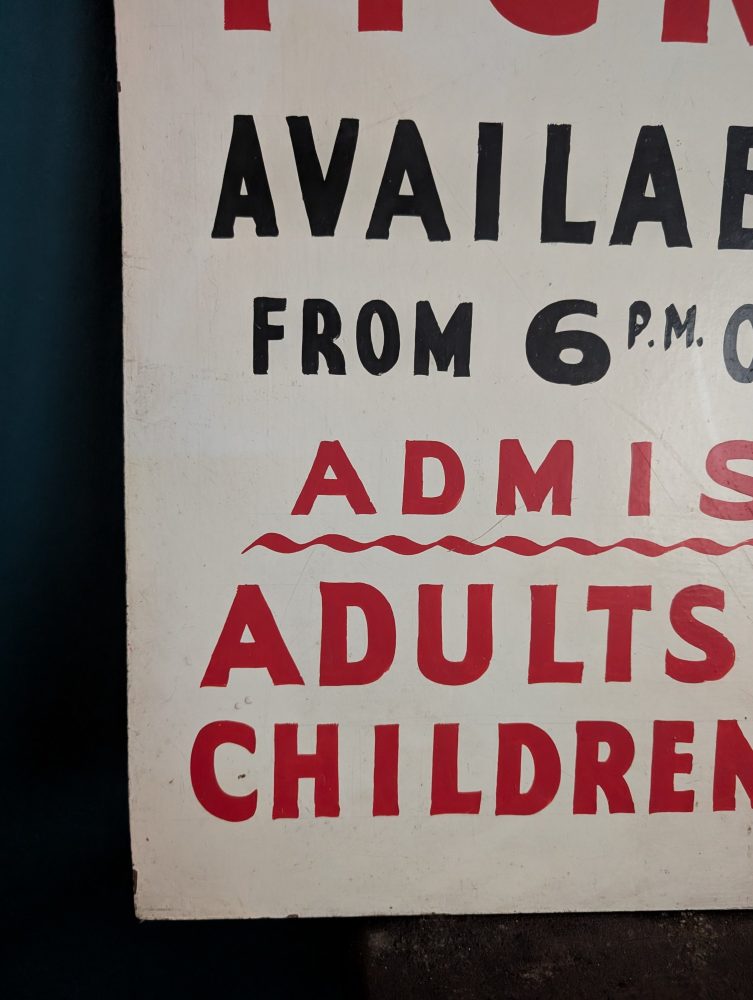 AVAILAB
FROM 6 P.M. O
ADMIS
ADULTS
CHILDREN